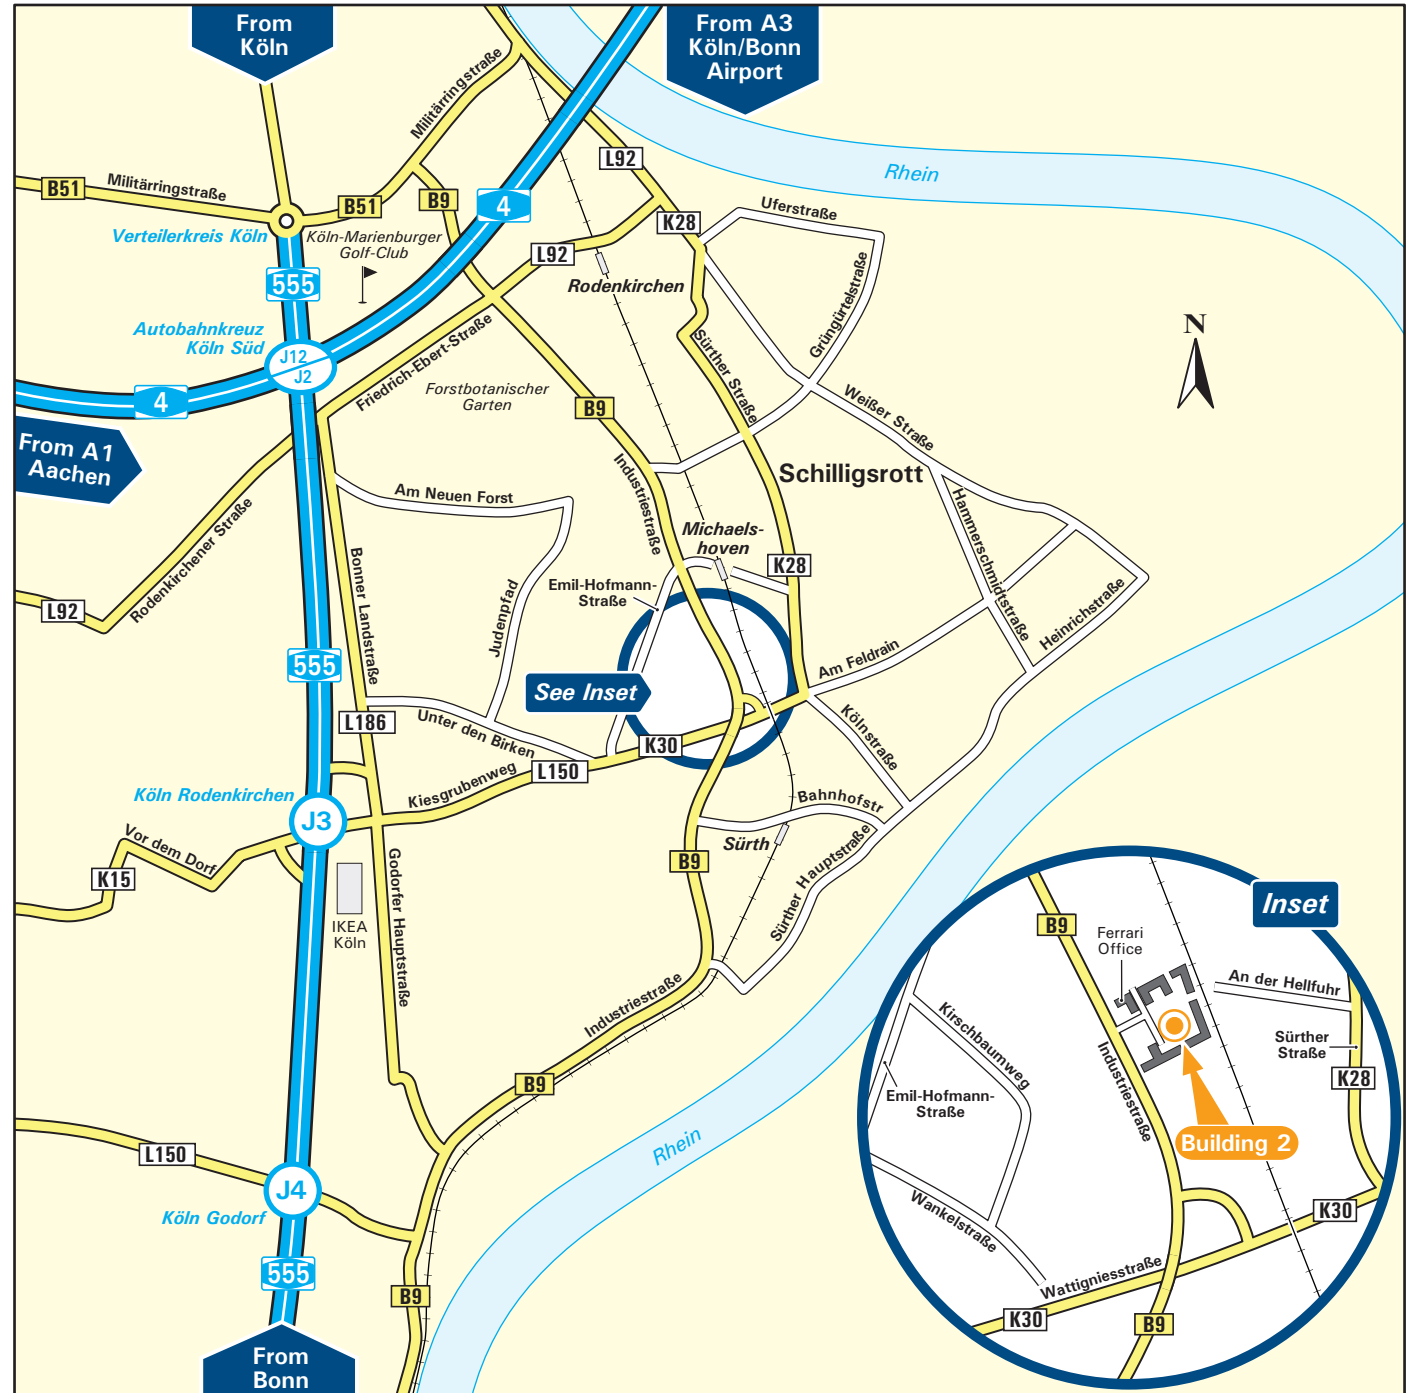 From
Köln
From A3
Köln/Bonn
Airport
Militärringstraße
L92
Rhein
B51
Militärringstraße
B51
B9
4
K28
Uferstraße
Verteilerkreis Köln
Köln-Marienburger
Golf-Club
L92
555
Rodenkirchen
Grüngürtelstraße
N
Autobahnkreuz
Köln Süd
J12
J2
Friedrich-Ebert-Straße
Sürther Straße
4
Forstbotanischer
Garten
B9
Weißer Straße
From A1
Aachen
Industriestraße
Schilligsrott
Am Neuen Forst
Hammerschmidtstraße
Rodenkirchener Straße
Michaels-
hoven
K28
Bonner Landstraße
Emil-Hofmann-
Straße
Judenpfad
L92
Heinrichstraße
555
Am Feldrain
See Inset
L186
Unter den Birken
K30
Kölnstraße
L150
Kiesgrubenweg
Köln Rodenkirchen
J3
Bahnhofstr
Vor dem Dorf
Sürth
K15
B9
Sürther Hauptstraße
Godorfer Hauptstraße
IKEA
Köln
Inset
B9
Ferrari
Office
An der Hellfuhr
Industriestraße
Kirschbaumweg
Sürther
Straße
Industriestraße
K28
B9
Emil-Hofmann-
Straße
Building 2
Rhein
L150
J4
Köln Godorf
Wankelstraße
K30
555
Wattigniesstraße
B9
K30
B9
From
Bonn